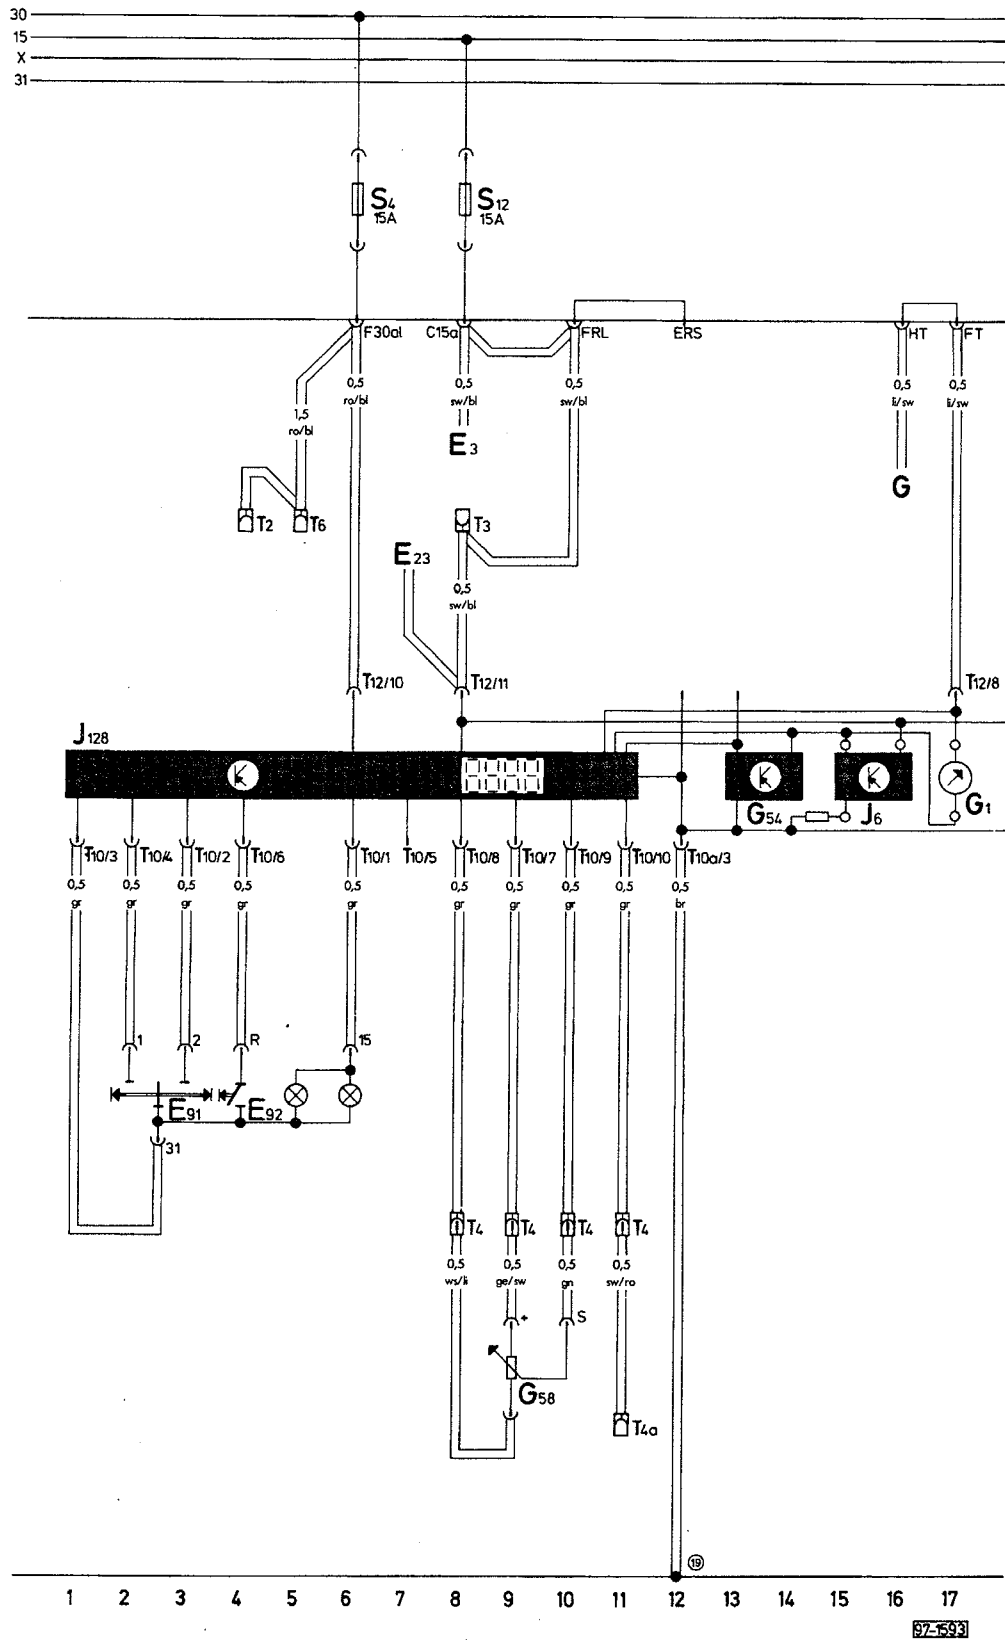 30
15
X
31
S4 15A
S12 15A
F30al C15a FRL ERS HT FT
0,5 ro/bl
0,5 sw/bl
0,5 sw/bl
0,5 li/sw
0,5 li/sw
1,5 ro/bl
E3
G
T2 T6 T3
E23
0,5 sw/bl
T12/10 T12/11 T12/8
J128
G54 J6 G1
T10/3 T10/4 T10/2 T10/6 T10/1 T10/5 T10/8 T10/7 T10/9 T10/10 T10a/3
0,5 0,5 0,5 0,5 0,5 0,5 0,5 0,5 0,5 0,5
gr gr gr gr gr gr gr gr gr br
1 2 R 15
E91 E92
31
T4 T4 T4 T4
0,5 0,5 0,5 0,5
ws/li ge/sw gn sw/ro
+ S
G58
T4a
19
1 2 3 4 5 6 7 8 9 10 11 12 13 14 15 16 17
97-1593